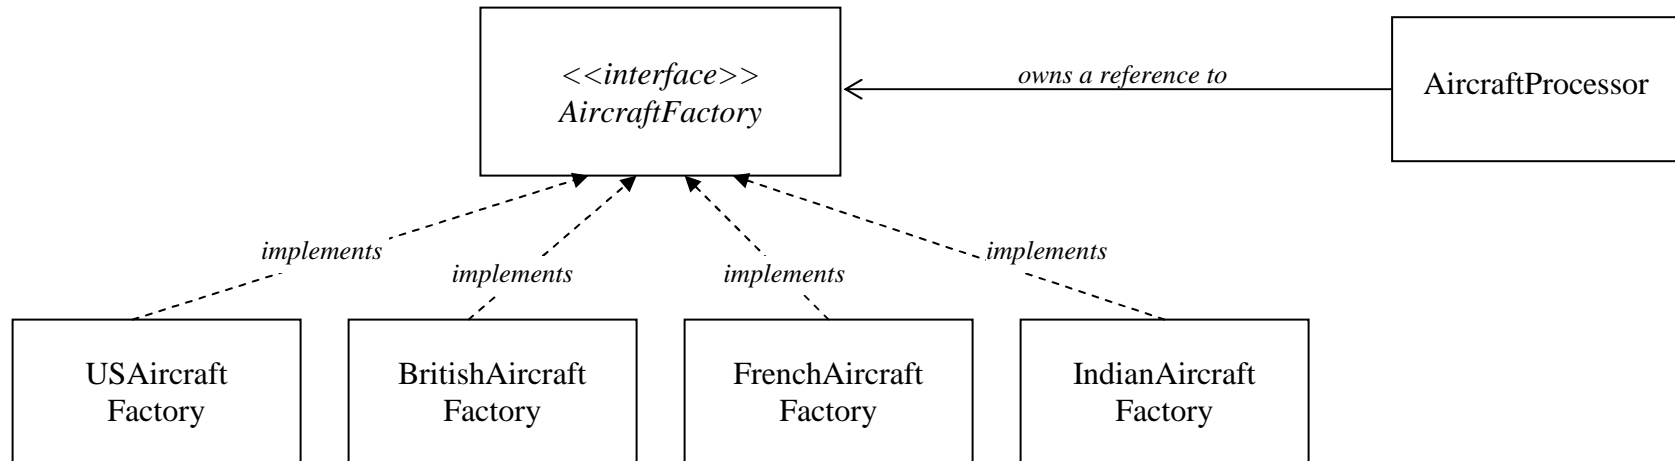 <<interface>>
AircraftFactory
owns a reference to
AircraftProcessor
implements
implements
implements
implements
USAircraft
Factory
BritishAircraft
Factory
FrenchAircraft
Factory
IndianAircraft
Factory